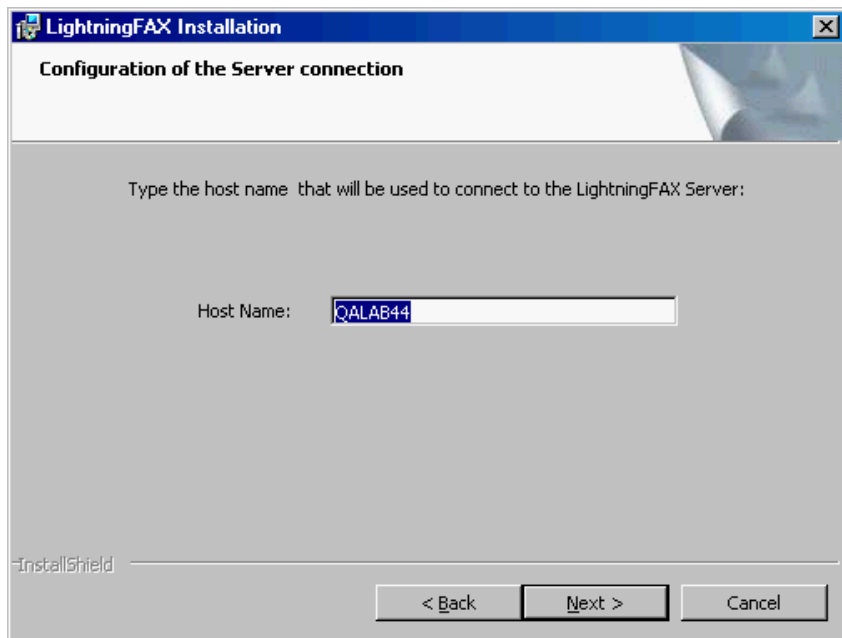 LightningFAX Installation
Configuration of the Server connection
Type the host name  that will be used to connect to the LightningFAX Server:
Host Name: QALAB44
InstallShield
< Back Next > Cancel